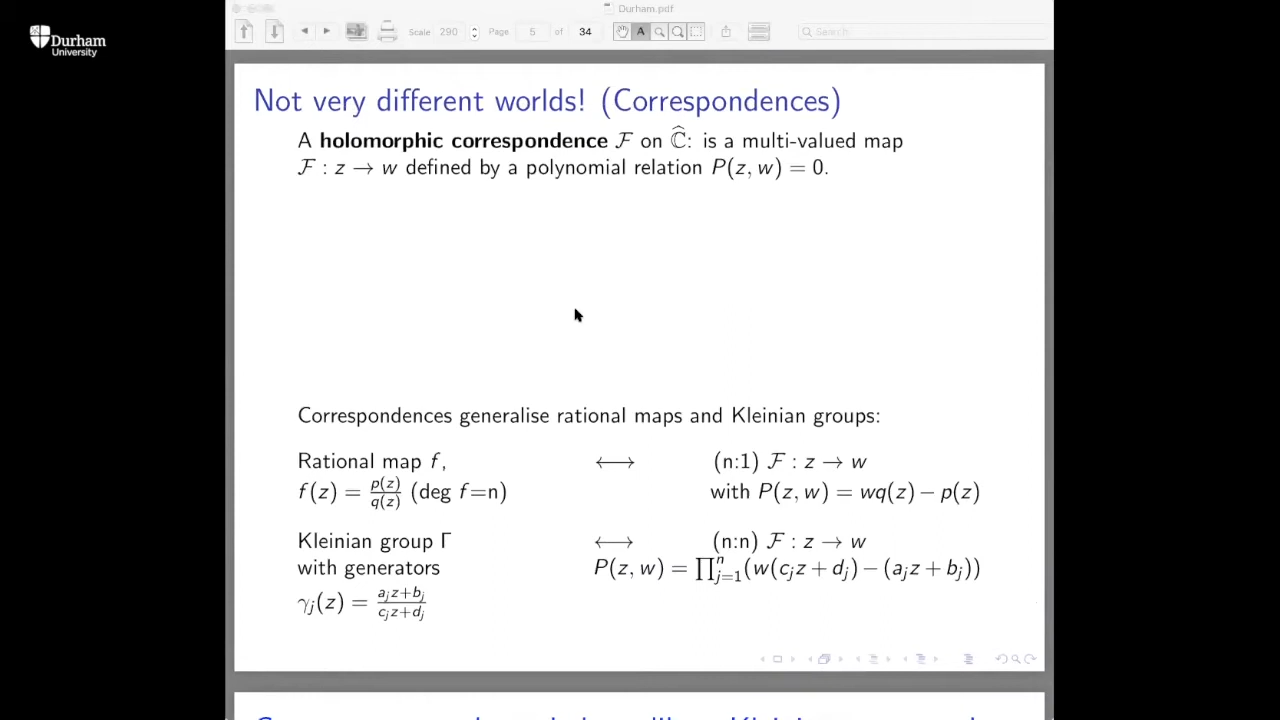 Durham
University
Durham.pdf
Scale 290 Page 5 of 34 A Search
Not very different worlds! (Correspondences)
A holomorphic correspondence ℱ on ℂ̂: is a multi-valued map
ℱ : z → w defined by a polynomial relation P(z, w) = 0.
Correspondences generalise rational maps and Kleinian groups:
Rational map f, ⟷ (n:1) ℱ : z → w
f(z) = p(z)/q(z) (deg f=n) with P(z, w) = wq(z) − p(z)
Kleinian group Γ ⟷ (n:n) ℱ : z → w
with generators P(z, w) = ∏ⁿⱼ₌₁(w(cⱼz + dⱼ) − (aⱼz + bⱼ))
γⱼ(z) = aⱼz+bⱼ/cⱼz+dⱼ